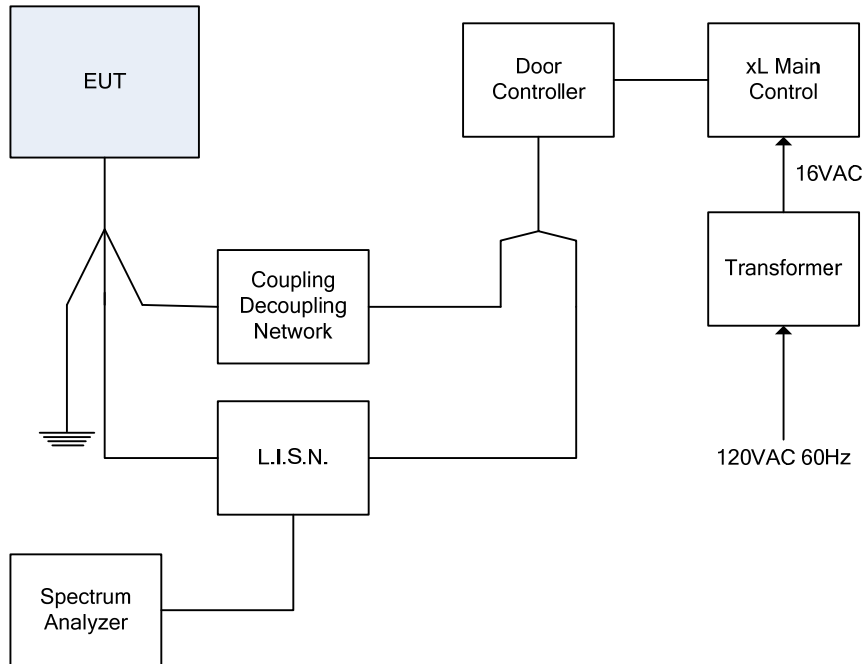 EUT
Door
Controller
xL Main
Control
16VAC
Transformer
Coupling
Decoupling
Network
L.I.S.N.
120VAC 60Hz
Spectrum
Analyzer